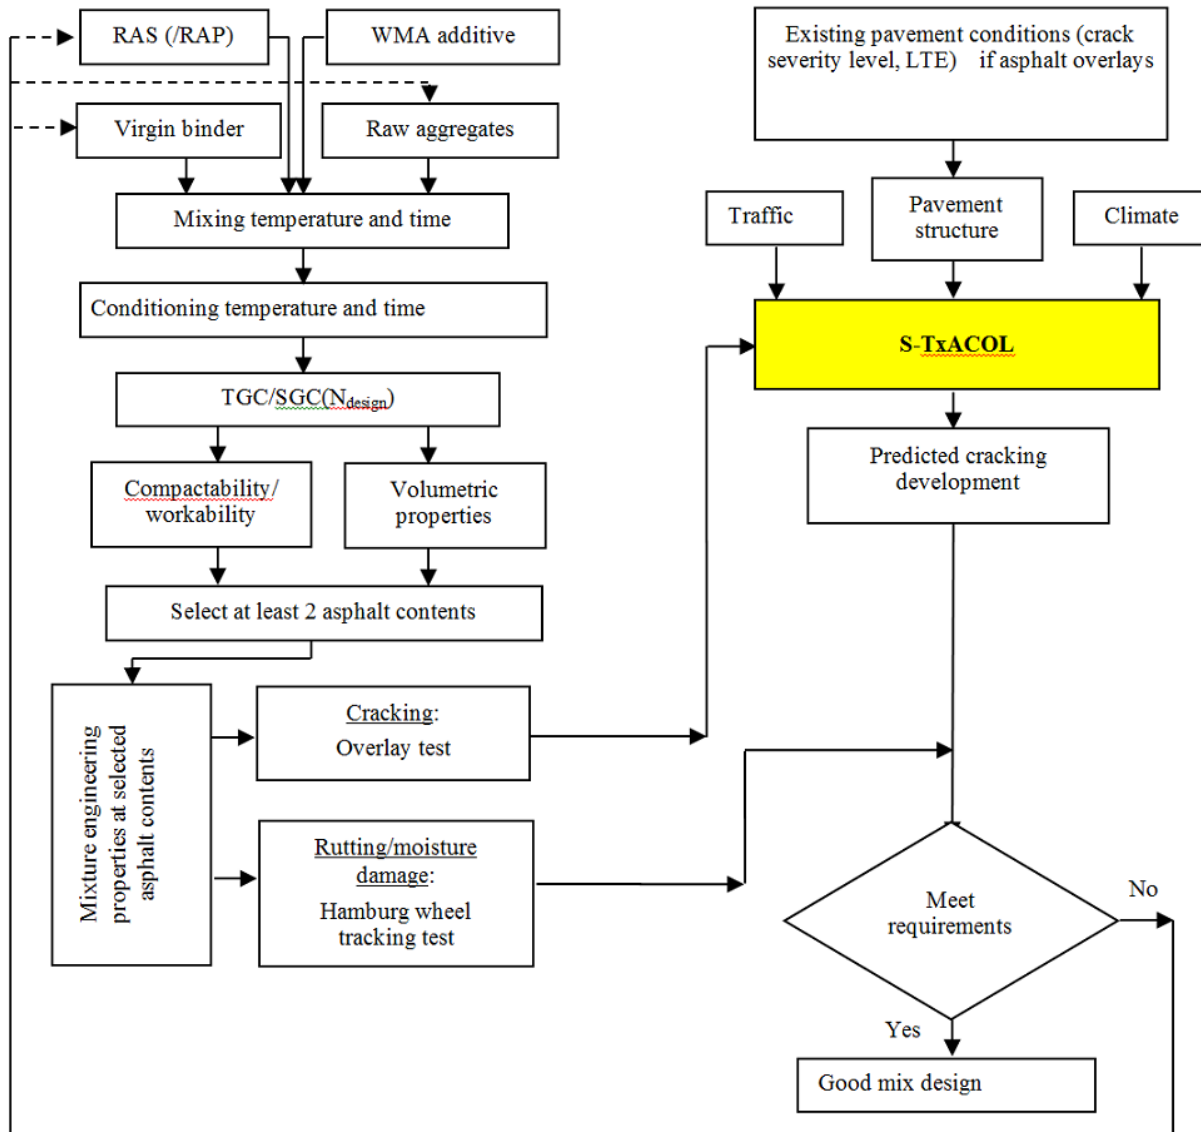 RAS (/RAP)
WMA additive
Virgin binder
Raw aggregates
Mixing temperature and time
Conditioning temperature and time
TGC/SGC(Ndesign)
Compactability/
workability
Volumetric
properties
Select at least 2 asphalt contents
Mixture engineering
properties at selected
asphalt contents
Cracking:
Overlay test
Rutting/moisture
damage:
Hamburg wheel
tracking test
Existing pavement conditions (crack
severity level, LTE) if asphalt overlays
Traffic
Pavement
structure
Climate
S-TxACOL
Predicted cracking
development
Meet
requirements
No
Yes
Good mix design